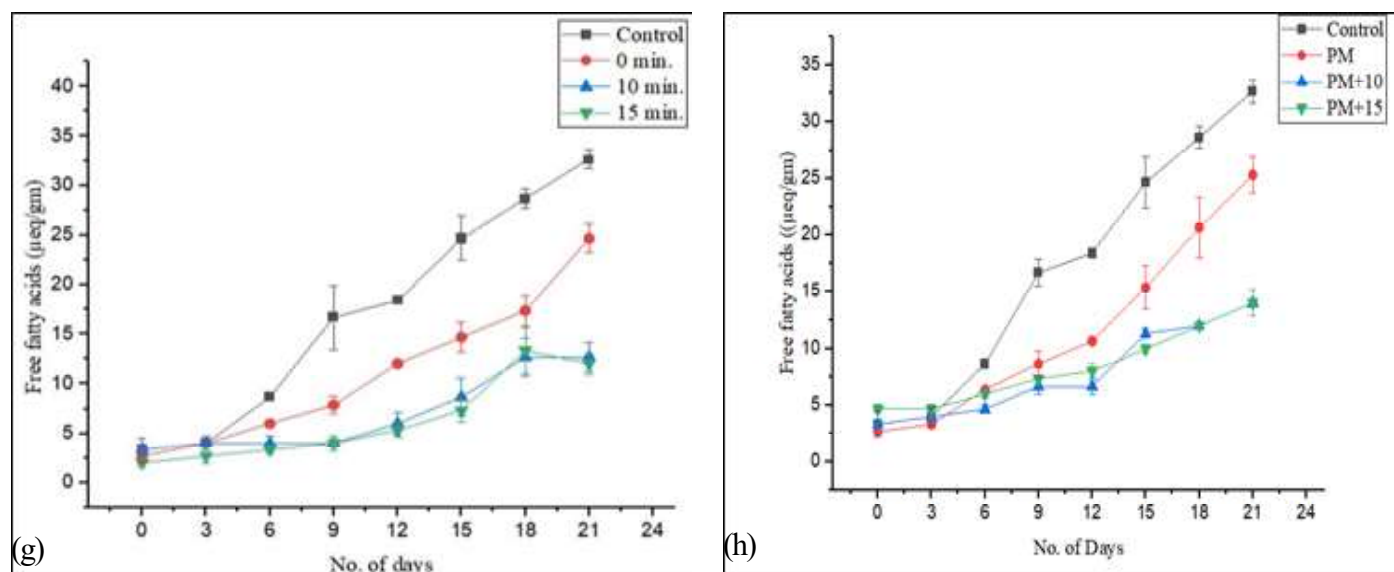 Control
0 min.
10 min.
15 min.
Free fatty acids (µeq/gm)
40
35
30
25
20
15
10
5
0
0 3 6 9 12 15 18 21 24
No. of days
(g)
Control
PM
PM+10
PM+15
Free fatty acids ((µeq/gm)
35
30
25
20
15
10
5
0
0 3 6 9 12 15 18 21 24
No. of Days
(h)